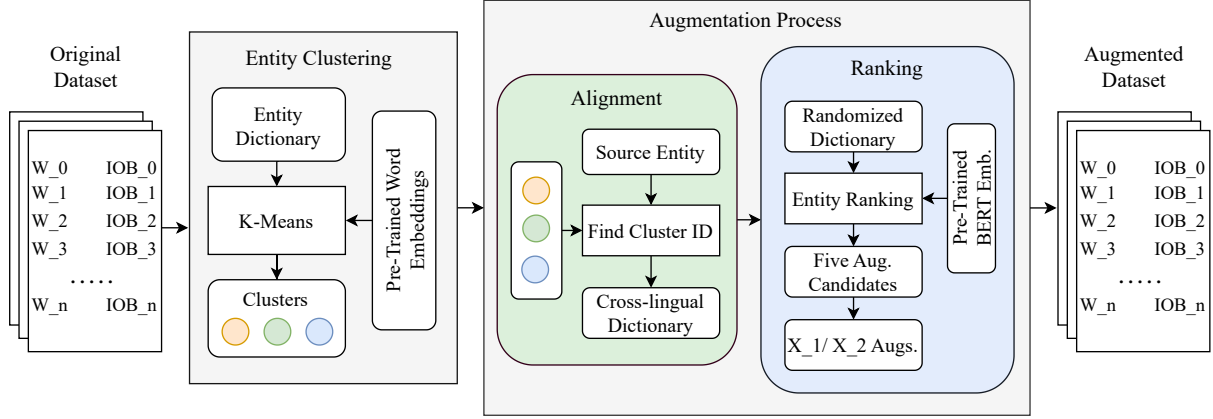 Original
Dataset
W_0 IOB_0
W_1 IOB_1
W_2 IOB_2
W_3 IOB_3
.....
W_n IOB_n
Entity Clustering
Entity
Dictionary
K-Means
Clusters
Pre-Trained Word
Embeddings
Augmentation Process
Alignment
Source Entity
Find Cluster ID
Cross-lingual
Dictionary
Ranking
Randomized
Dictionary
Entity Ranking
Five Aug.
Candidates
X_1/ X_2 Augs.
Pre-Trained
BERT Emb.
Augmented
Dataset
W_0 IOB_0
W_1 IOB_1
W_2 IOB_2
W_3 IOB_3
.....
W_n IOB_n